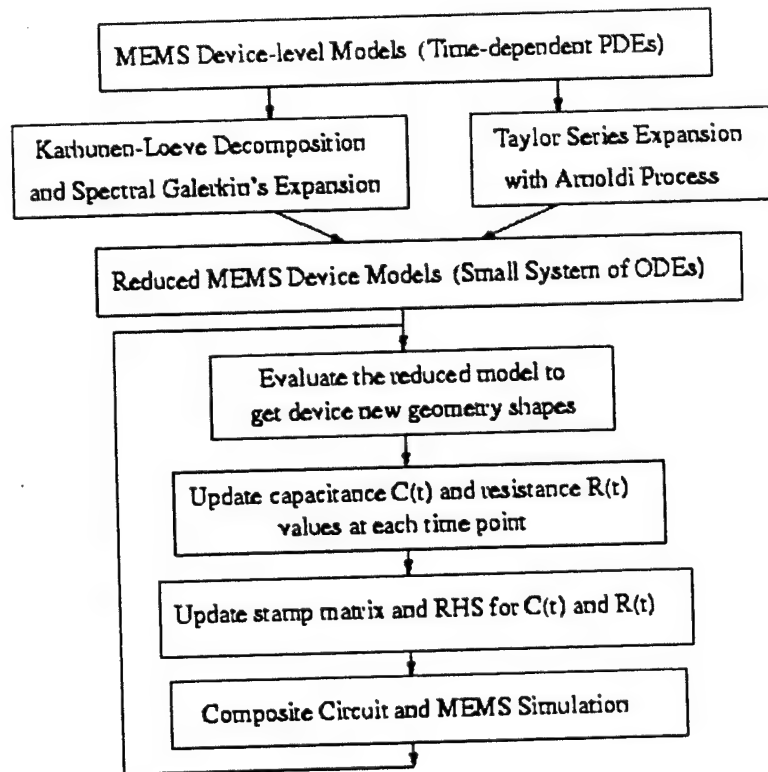 MEMS Device-level Models (Time-dependent PDEs)
Karhunen-Loeve Decomposition
and Spectral Galerkin's Expansion
Taylor Series Expansion
with Arnoldi Process
Reduced MEMS Device Models (Small System of ODEs)
Evaluate the reduced model to
get device new geometry shapes
Update capacitance C(t) and resistance R(t)
values at each time point
Update stamp matrix and RHS for C(t) and R(t)
Composite Circuit and MEMS Simulation